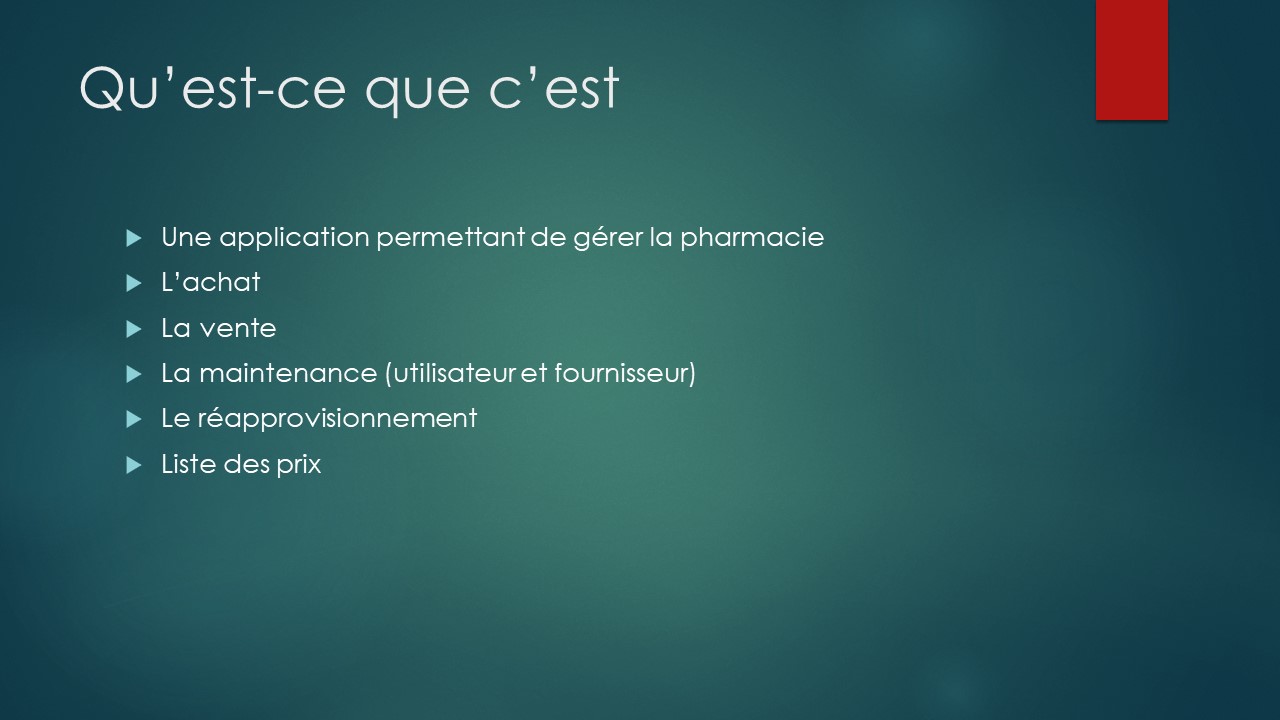 Qu’est-ce que c’est
Une application permettant de gérer la pharmacie
L’achat
La vente
La maintenance (utilisateur et fournisseur)
Le réapprovisionnement
Liste des prix